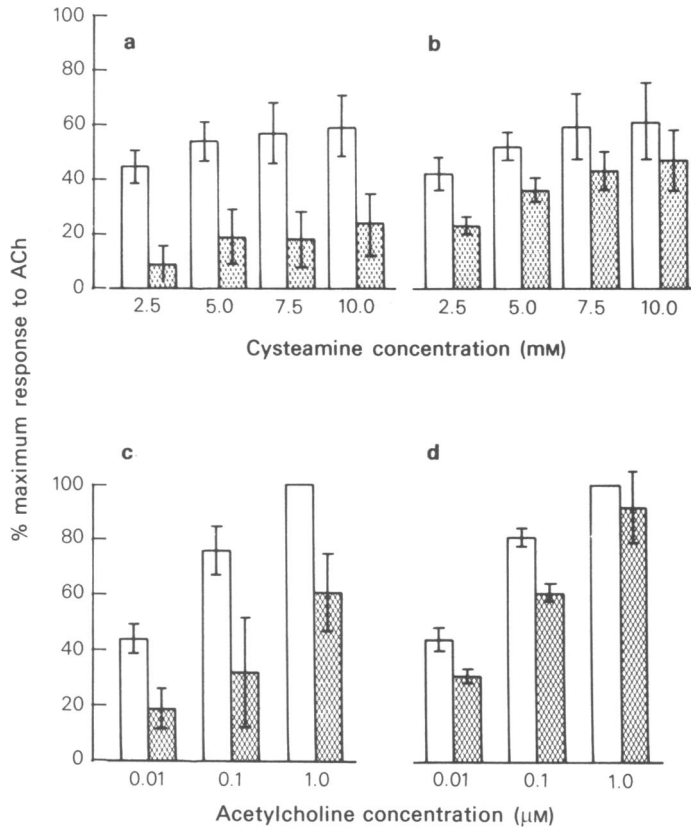 % maximum response to ACh
a
b
100
80
60
40
20
0
2.5 5.0 7.5 10.0
2.5 5.0 7.5 10.0
Cysteamine concentration (mM)
c
d
100
80
60
40
20
0
0.01 0.1 1.0
0.01 0.1 1.0
Acetylcholine concentration (μM)